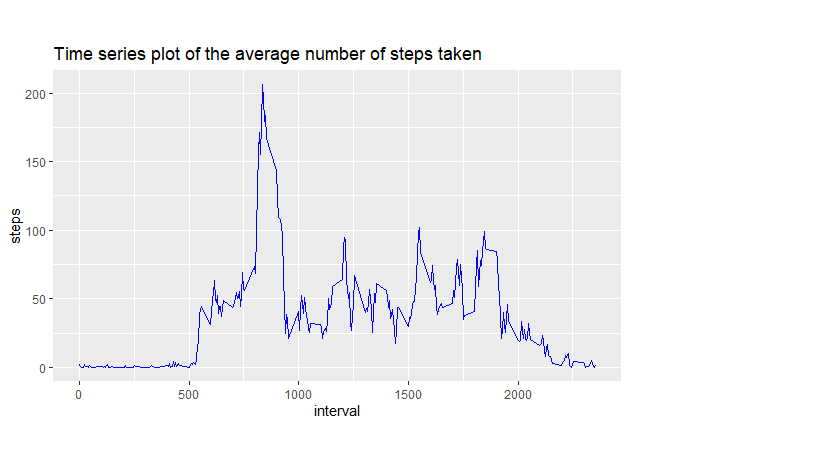 Time series plot of the average number of steps taken
200
150
100
50
0
steps
0 500 1000 1500 2000
interval